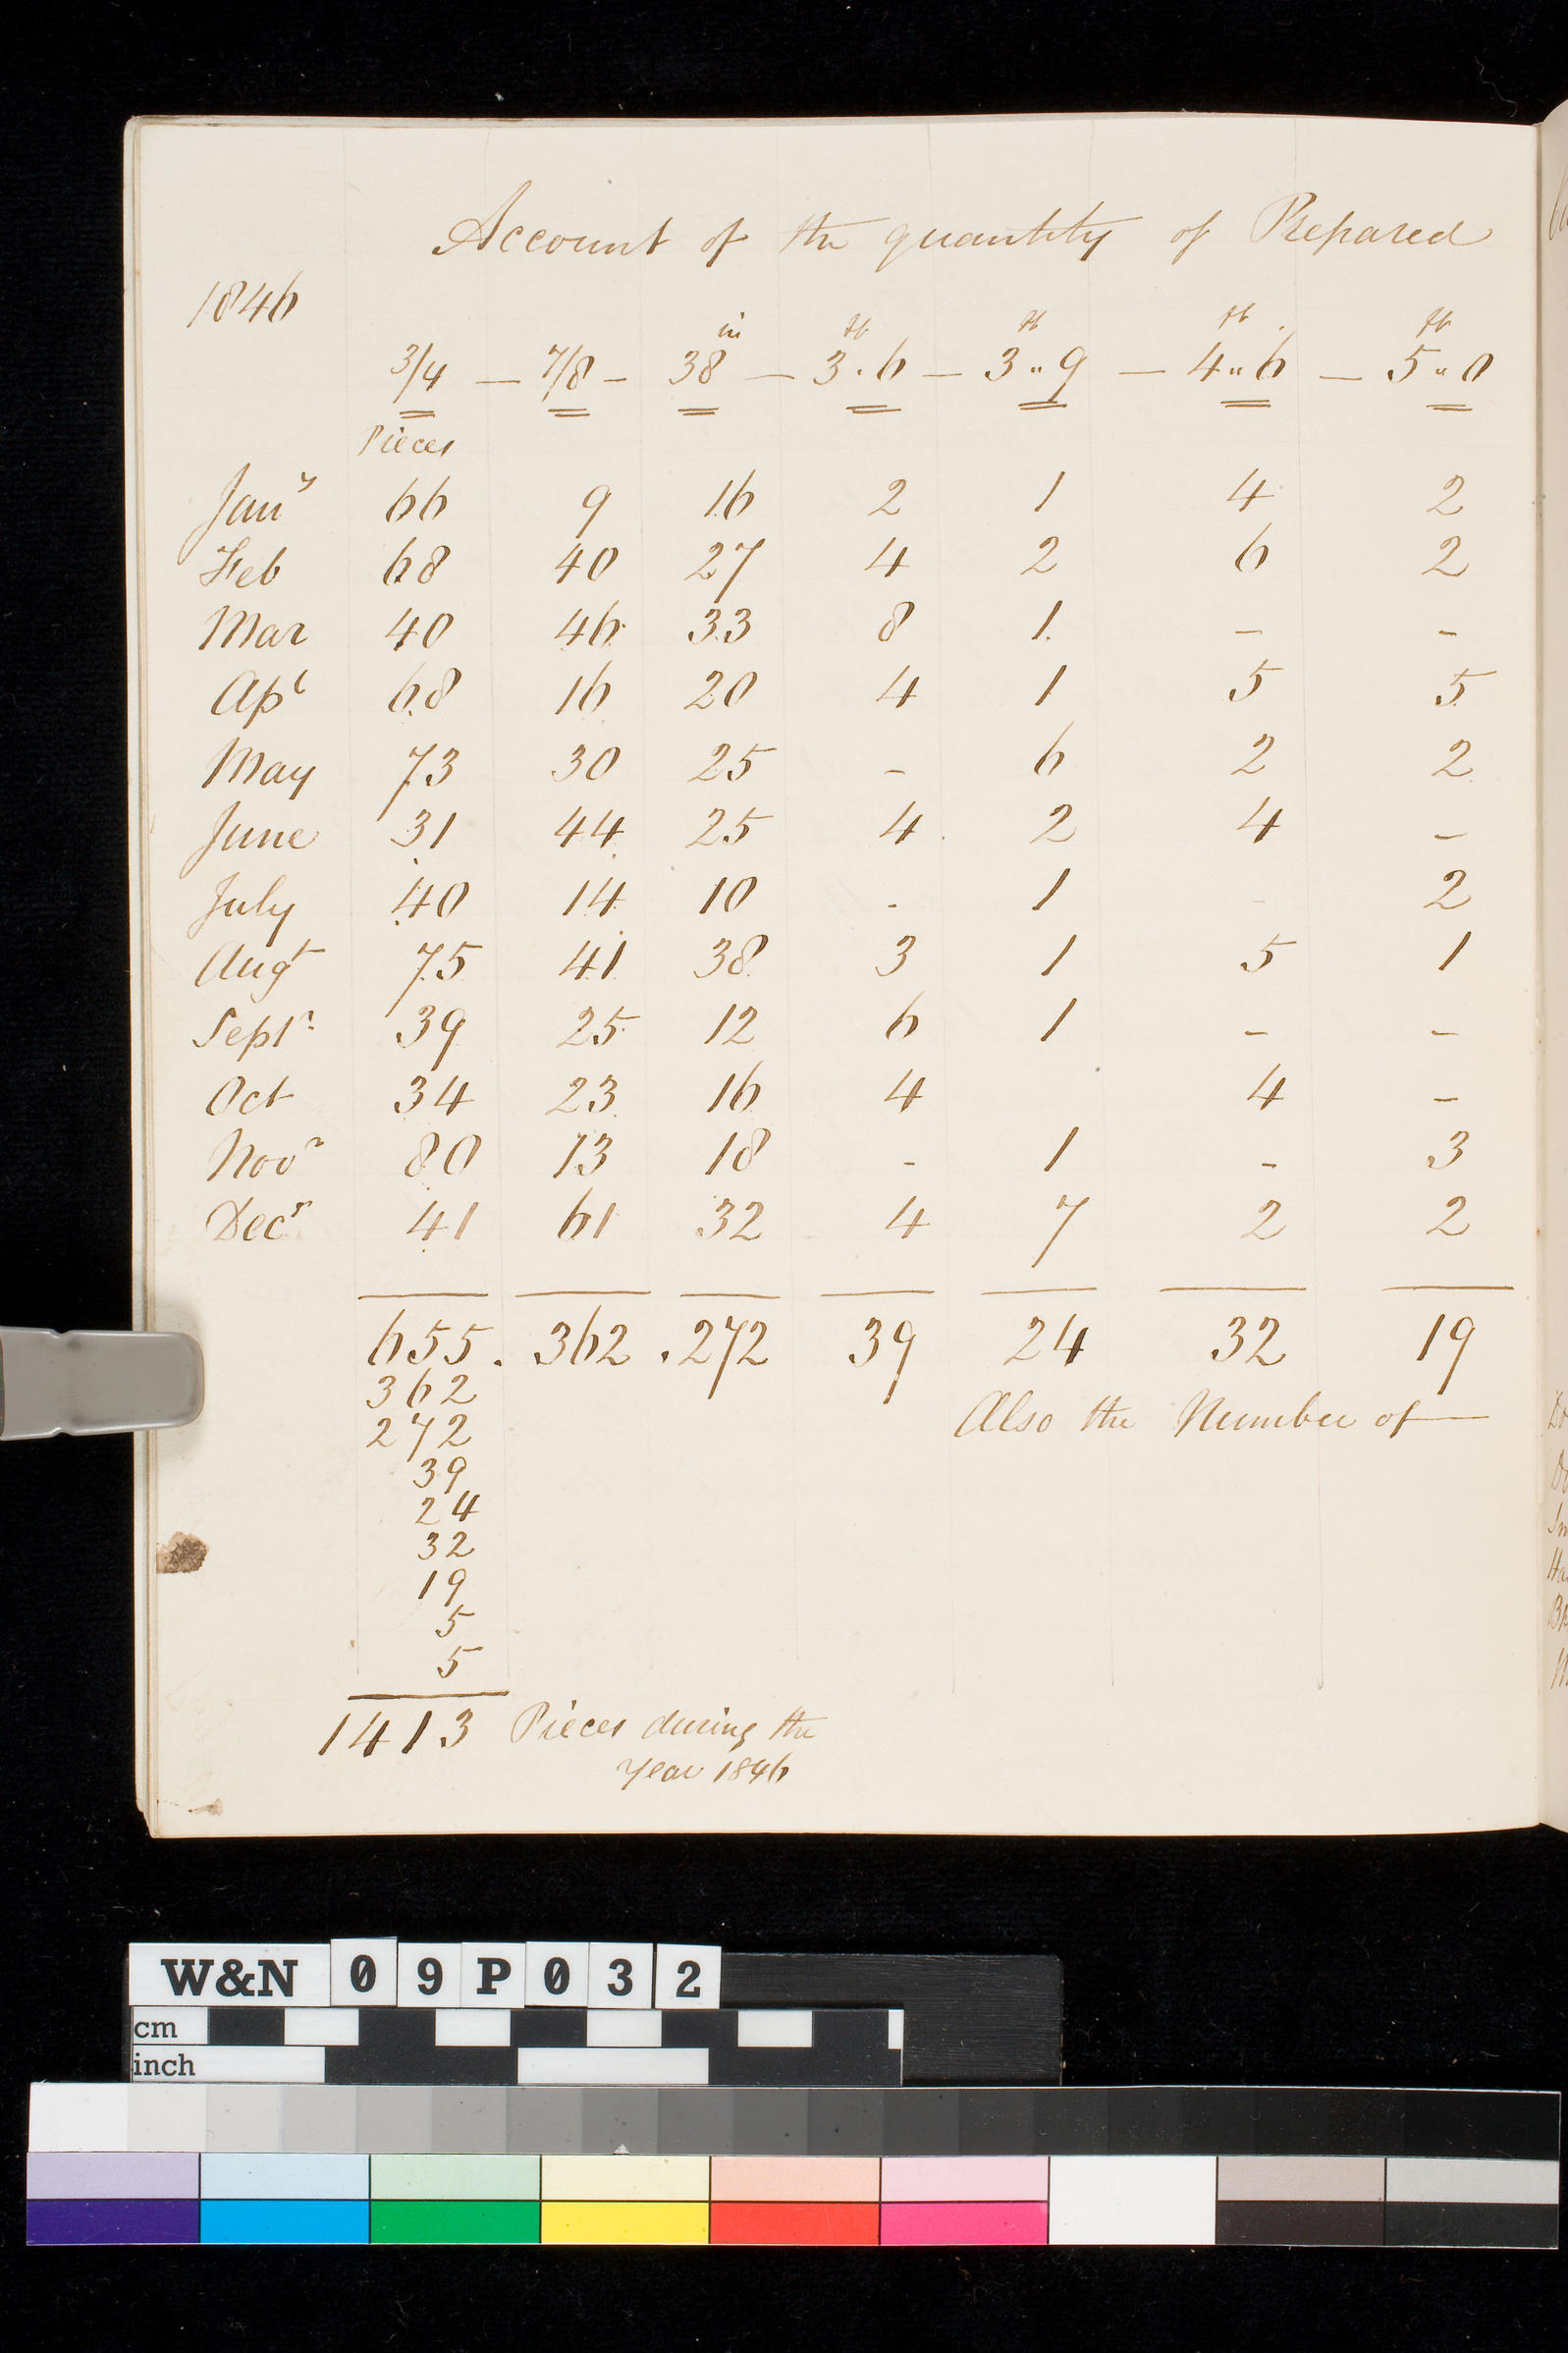 Account of the quantity of Prepared
1846
in ft ft ft ft
3/4 — 7/8 — 38 — 3.6 — 3"9 — 4"6 — 5"0
Pieces
Jany 66 9 16 2 1 4 2
Feb 68 40 27 4 2 6 2
Mar 40 46 33 8 1 – –
Apl 68 16 20 4 1 5 5
May 73 30 25 – 6 2 2
June 31 44 25 4 2 4 –
July 40 14 10 - 1 - 2
Augt 75 41 38 3 1 5 1
Septr 39 25 12 6 1 – –
Oct 34 23 16 4 4 –
Novr 80 13 18 - 1 - 3
Decr 41 61 32 4 7 2 2
655. 362 .272 39 24 32 19
362
Also the Number of —
272
39
24
32
19
5
5
1413 Pieces during the
Year 1846
W&N 09P032
cm
inch